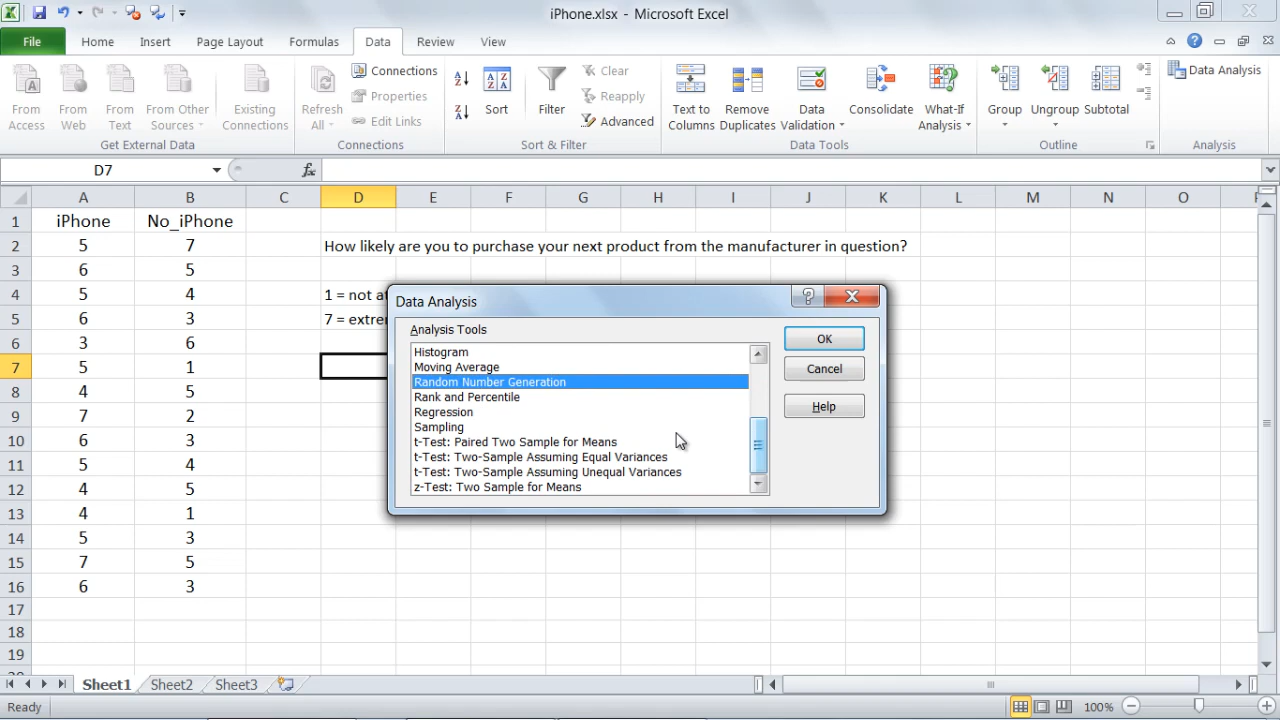 iPhone.xlsx - Microsoft Excel
File Home Insert Page Layout Formulas Data Review View
From Access
From Web
From Text
From Other Sources
Existing Connections
Get External Data
Refresh All
Connections
Properties
Edit Links
Connections
Sort
Filter
Clear
Reapply
Advanced
Sort & Filter
Text to Columns
Remove Duplicates
Data Validation
Consolidate
What-If Analysis
Data Tools
Group
Ungroup
Subtotal
Outline
Data Analysis
Analysis
D7 fx
A B C D E F G H I J K L M N O
1 iPhone No_iPhone
2 5 7 How likely are you to purchase your next product from the manufacturer in question?
3 6 5
4 5 4 1 = not at
5 6 3 7 = extrem
6 3 6
7 5 1
8 4 5
9 7 2
10 6 3
11 5 4
12 4 5
13 4 1
14 5 3
15 7 5
16 6 3
17
18
19
Data Analysis
Analysis Tools
Histogram
Moving Average
Random Number Generation
Rank and Percentile
Regression
Sampling
t-Test: Paired Two Sample for Means
t-Test: Two-Sample Assuming Equal Variances
t-Test: Two-Sample Assuming Unequal Variances
z-Test: Two Sample for Means
OK
Cancel
Help
Sheet1 Sheet2 Sheet3
Ready 100%